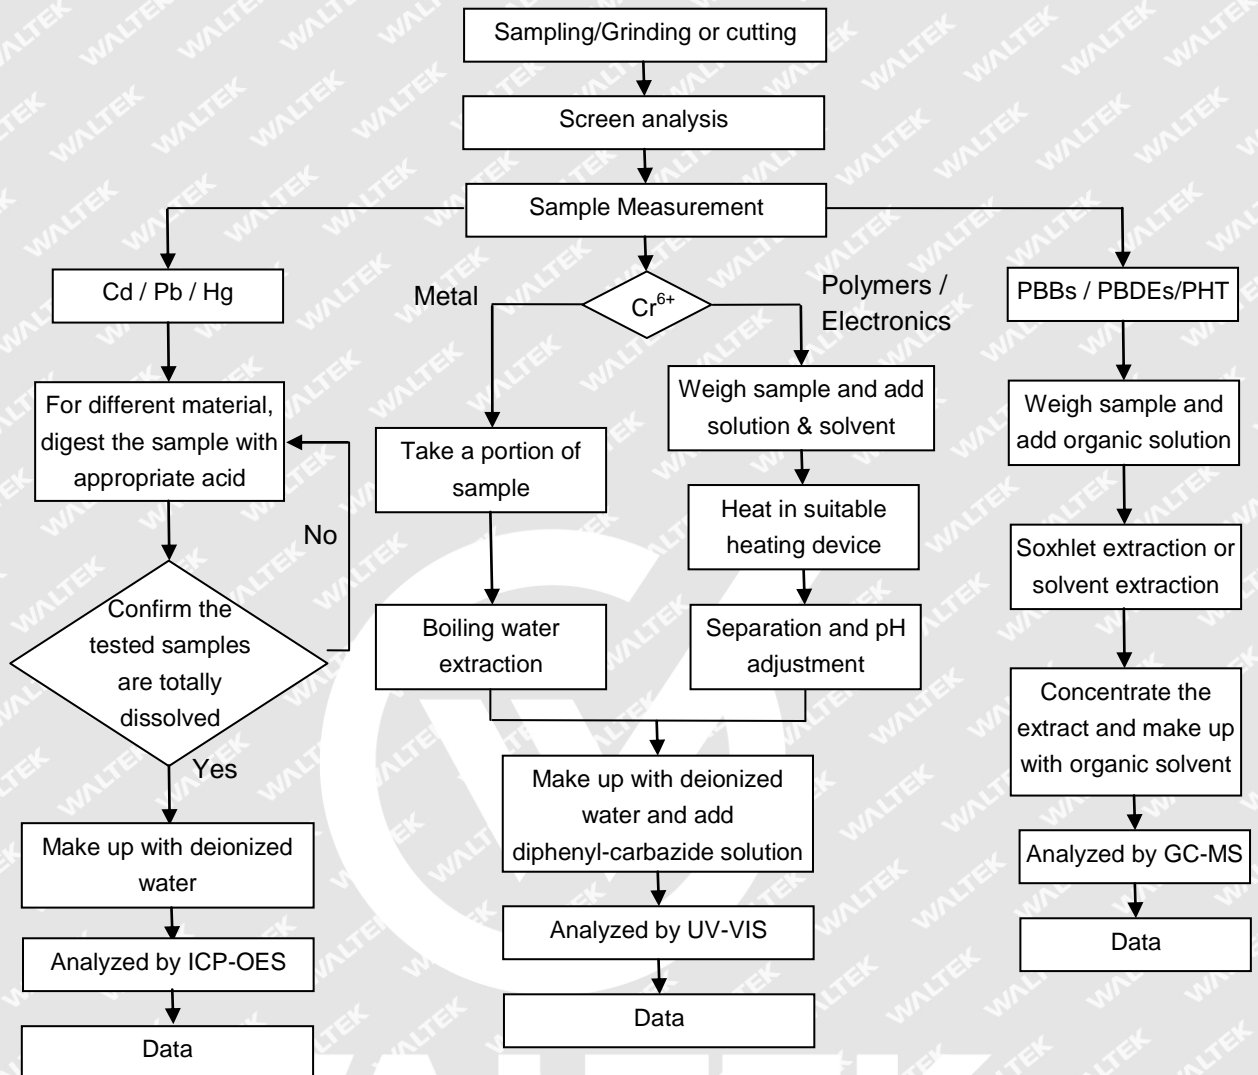 Sampling/Grinding or cutting
Screen analysis
Sample Measurement
Cd / Pb / Hg
For different material,
digest the sample with
appropriate acid
No
Confirm the
tested samples
are totally
dissolved
Yes
Make up with deionized
water
Analyzed by ICP-OES
Data
Metal
Cr6+
Polymers /
Electronics
Take a portion of
sample
Boiling water
extraction
Weigh sample and add
solution & solvent
Heat in suitable
heating device
Separation and pH
adjustment
Make up with deionized
water and add
diphenyl-carbazide solution
Analyzed by UV-VIS
Data
PBBs / PBDEs/PHT
Weigh sample and
add organic solution
Soxhlet extraction or
solvent extraction
Concentrate the
extract and make up
with organic solvent
Analyzed by GC-MS
Data
WALTEK